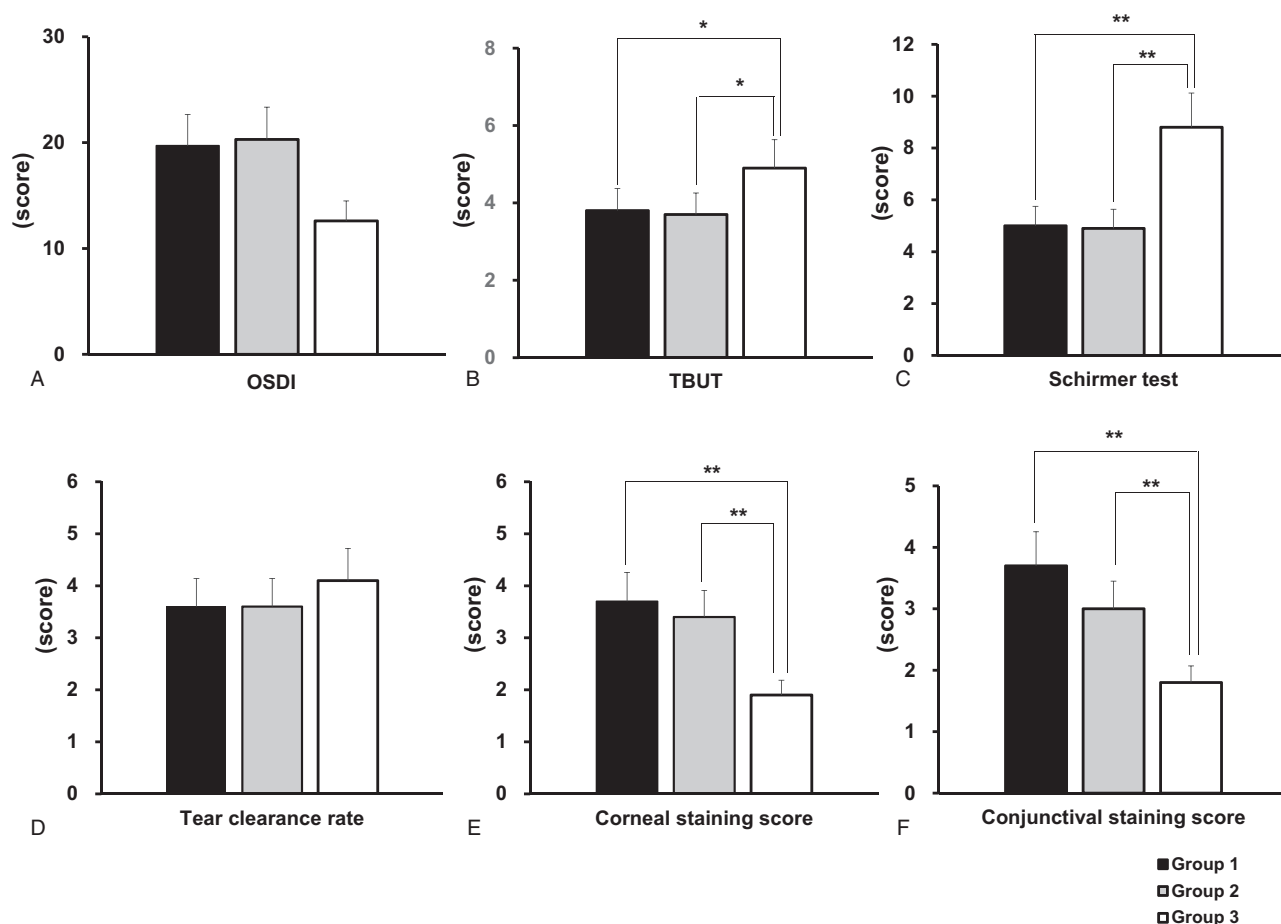 30
20
10
0
(score)
A
OSDI
*
*
8
6
4
2
0
(score)
B
TBUT
**
**
12
10
8
6
4
2
0
(score)
C
Schirmer test
6
5
4
3
2
1
0
(score)
D
Tear clearance rate
**
**
6
5
4
3
2
1
0
(score)
E
Corneal staining score
**
**
5
4
3
2
1
0
(score)
F
Conjunctival staining score
Group 1
Group 2
Group 3